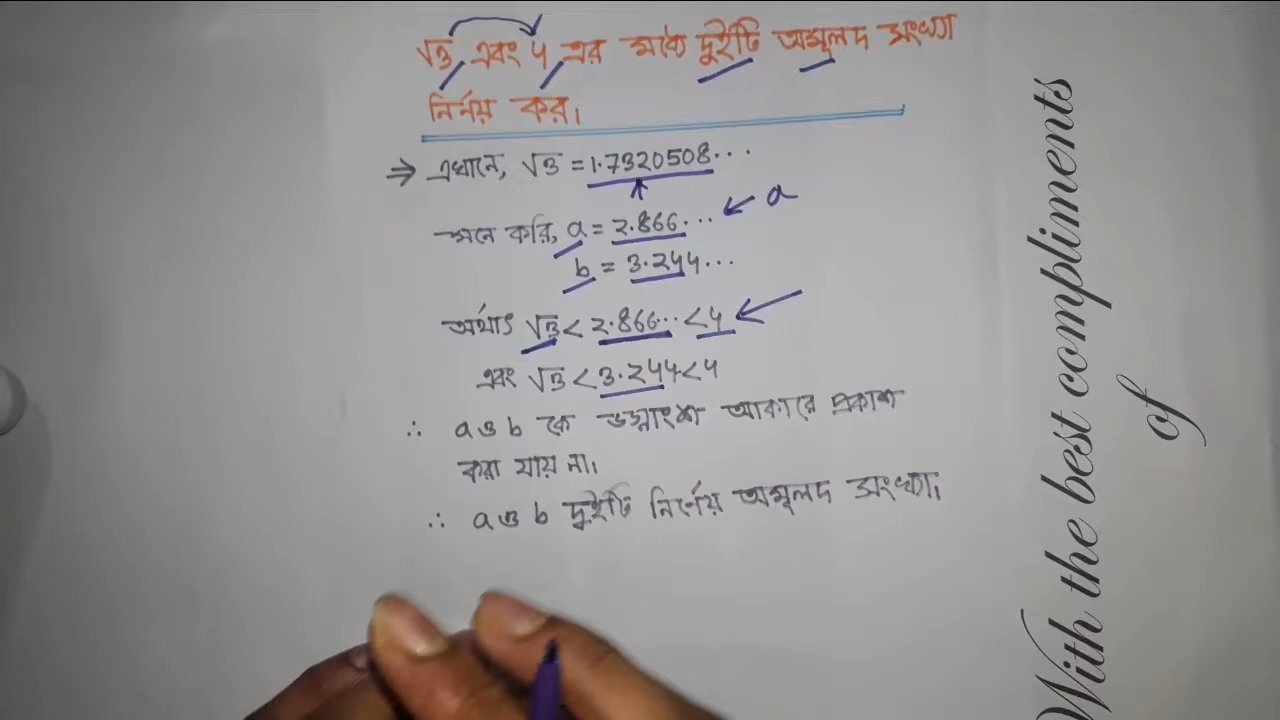 √3 এবং 4 এর মধ্যে দুইটি অমূলদ সংখ্যা
নির্নয় কর।
⇒ এখানে, √3 = 1.7320508...
মনে করি, a = 2.866... ← a
b = 3.244...
অর্থাৎ √3 < 2.866... < 4 ←
এবং √3 < 3.244 < 4
∴ a ও b কে ভগ্নাংশ আকারে প্রকাশ
করা যায় না।
∴ a ও b দুইটি নির্ণেয় অমূলদ সংখ্যা।
With the best compliments
of